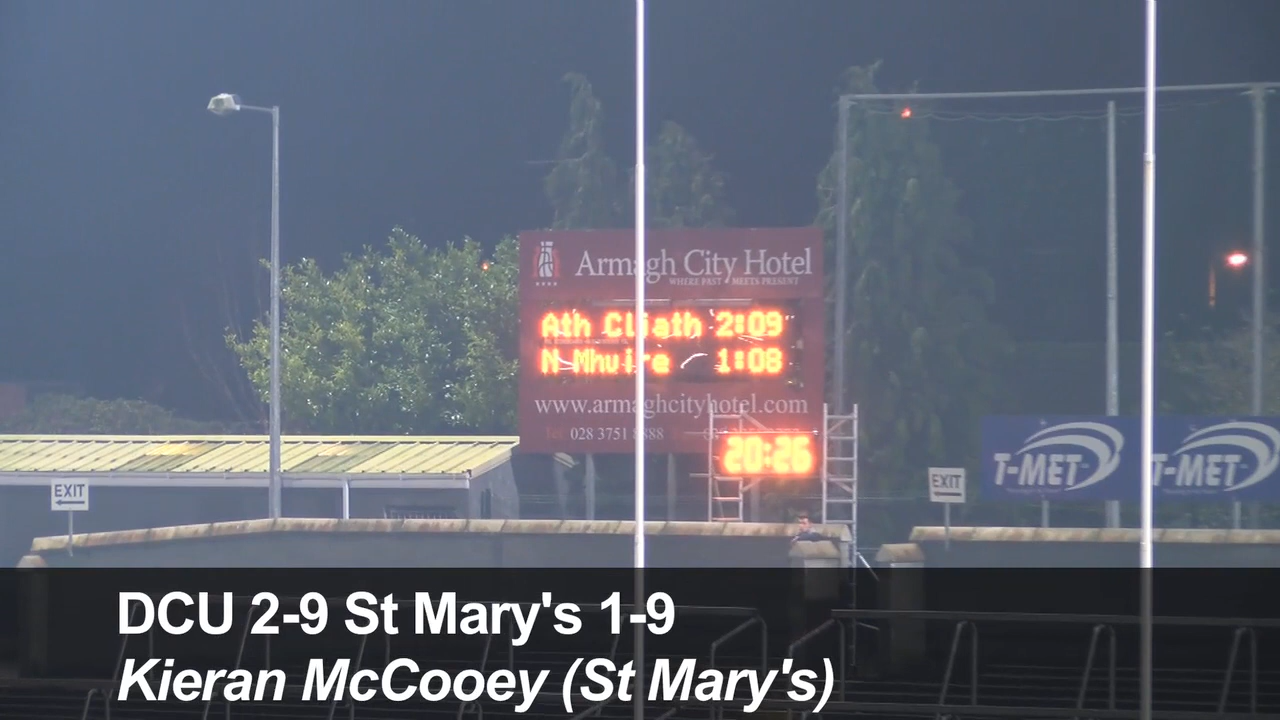 Armagh City Hotel
WHERE PAST MEETS PRESENT
Ath Cliath 2:09
N Mhuire 1:08
www.armaghcityhotel.com
028 3751 8888
20:26
T-MET
T-MET
EXIT
EXIT
DCU 2-9 St Mary's 1-9
Kieran McCooey (St Mary's)